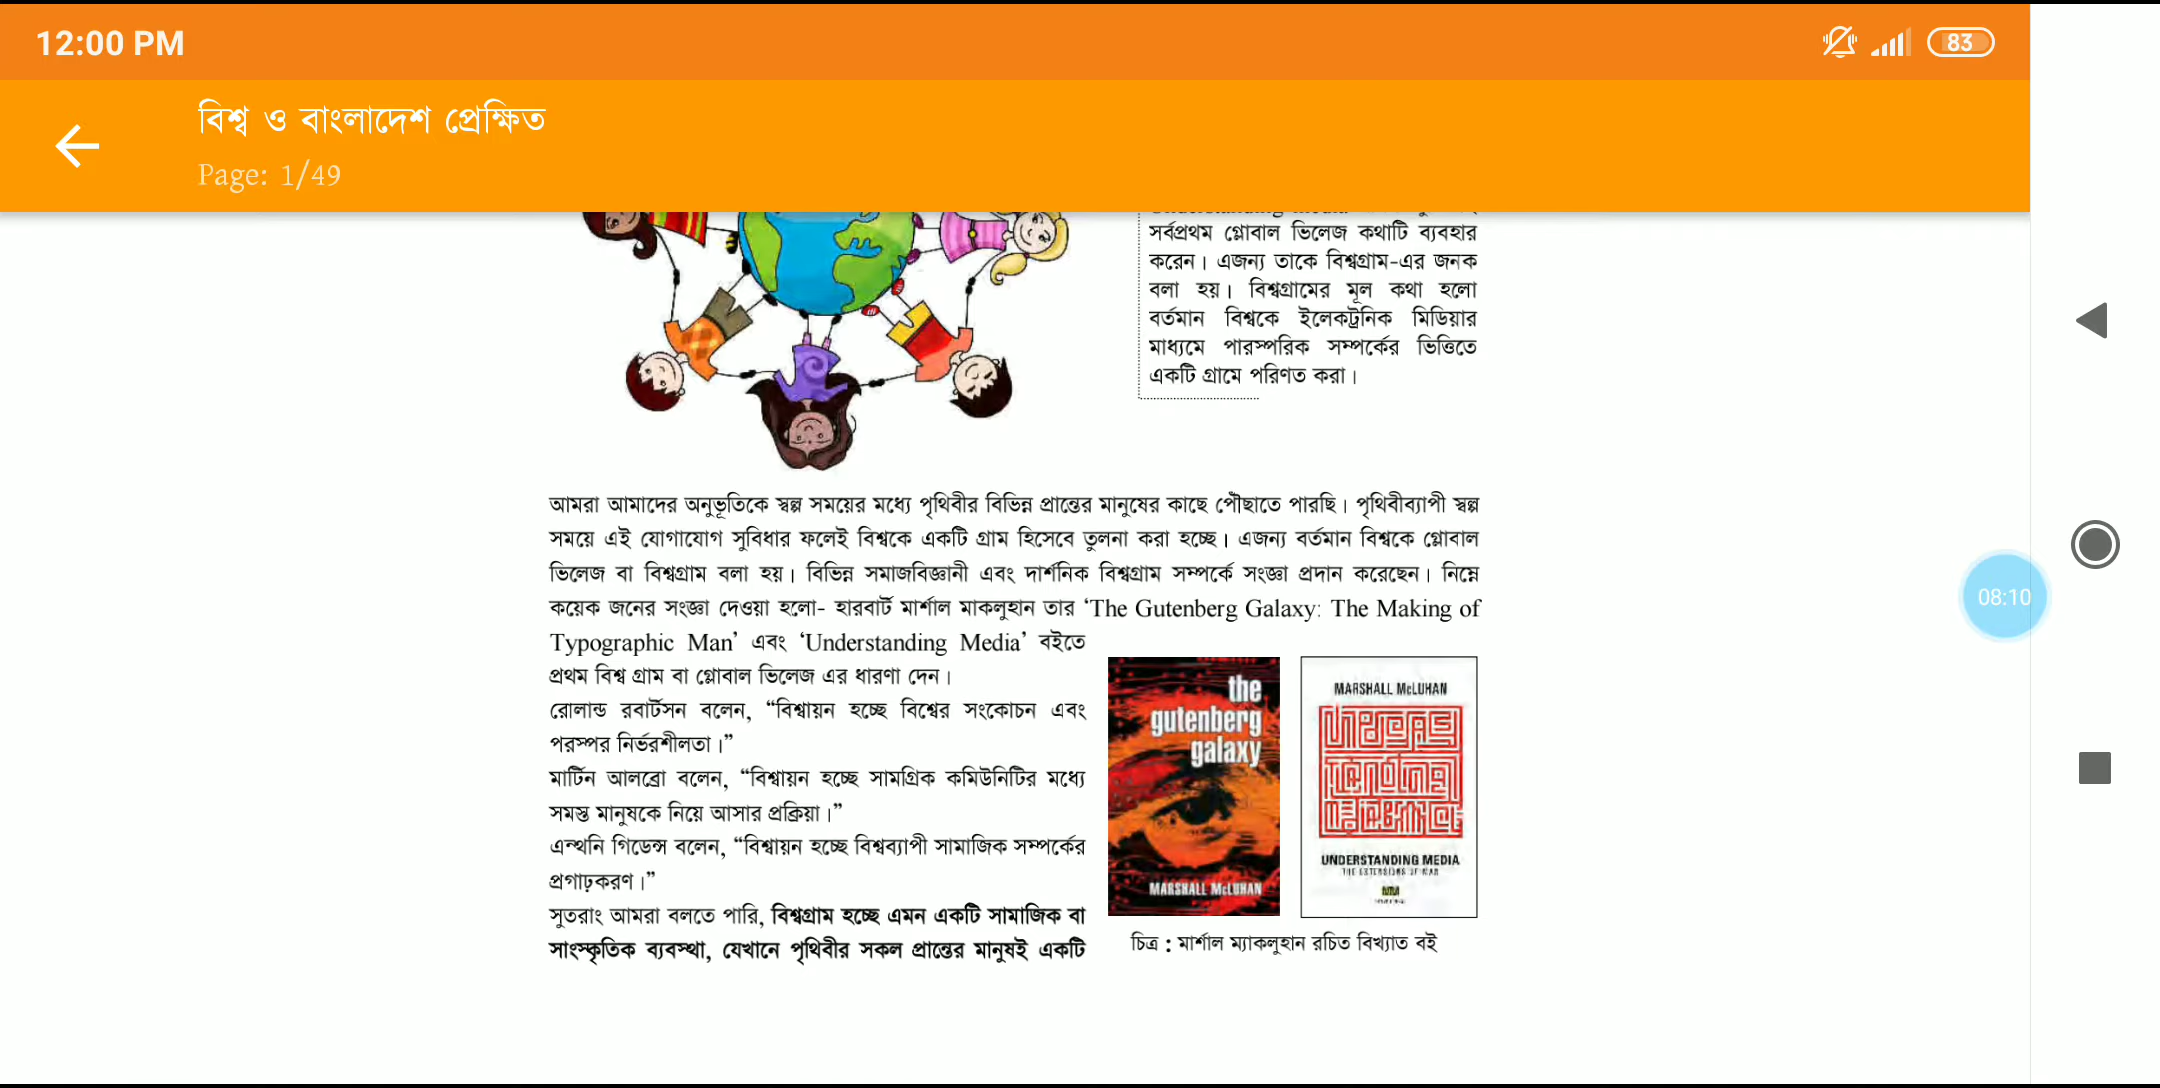 12:00 PM
83
বিশ্ব ও বাংলাদেশ প্রেক্ষিত
Page: 1/49
সর্বপ্রথম গ্লোবাল ভিলেজ কথাটি ব্যবহার
করেন। এজন্য তাকে বিশ্বগ্রাম-এর জনক
বলা হয়। বিশ্বগ্রামের মূল কথা হলো
বর্তমান বিশ্বকে ইলেকট্রনিক মিডিয়ার
মাধ্যমে পারস্পরিক সম্পর্কের ভিত্তিতে
একটি গ্রামে পরিণত করা।
আমরা আমাদের অনুভূতিকে স্বল্প সময়ের মধ্যে পৃথিবীর বিভিন্ন প্রান্তের মানুষের কাছে পৌঁছাতে পারছি। পৃথিবীব্যাপী স্বল্প
সময়ে এই যোগাযোগ সুবিধার ফলেই বিশ্বকে একটি গ্রাম হিসেবে তুলনা করা হচ্ছে। এজন্য বর্তমান বিশ্বকে গ্লোবাল
ভিলেজ বা বিশ্বগ্রাম বলা হয়। বিভিন্ন সমাজবিজ্ঞানী এবং দার্শনিক বিশ্বগ্রাম সম্পর্কে সংজ্ঞা প্রদান করেছেন। নিম্নে
কয়েক জনের সংজ্ঞা দেওয়া হলো- হারবার্ট মার্শাল মাকলুহান তার ‘The Gutenberg Galaxy: The Making of
Typographic Man’ এবং ‘Understanding Media’ বইতে
প্রথম বিশ্ব গ্রাম বা গ্লোবাল ভিলেজ এর ধারণা দেন।
রোলান্ড রবার্টসন বলেন, “বিশ্বায়ন হচ্ছে বিশ্বের সংকোচন এবং
পরস্পর নির্ভরশীলতা।”
মার্টিন আলব্রো বলেন, “বিশ্বায়ন হচ্ছে সামগ্রিক কমিউনিটির মধ্যে
সমস্ত মানুষকে নিয়ে আসার প্রক্রিয়া।”
এন্থনি গিডেন্স বলেন, “বিশ্বায়ন হচ্ছে বিশ্বব্যাপী সামাজিক সম্পর্কের
প্রগাঢ়করণ।”
সুতরাং আমরা বলতে পারি, বিশ্বগ্রাম হচ্ছে এমন একটি সামাজিক বা
সাংস্কৃতিক ব্যবস্থা, যেখানে পৃথিবীর সকল প্রান্তের মানুষই একটি
the
gutenberg
galaxy
MARSHALL McLUHAN
MARSHALL McLUHAN
UNDERSTANDING MEDIA
THE EXTENSIONS OF MAN
চিত্র : মার্শাল ম্যাকলুহান রচিত বিখ্যাত বই
08:10